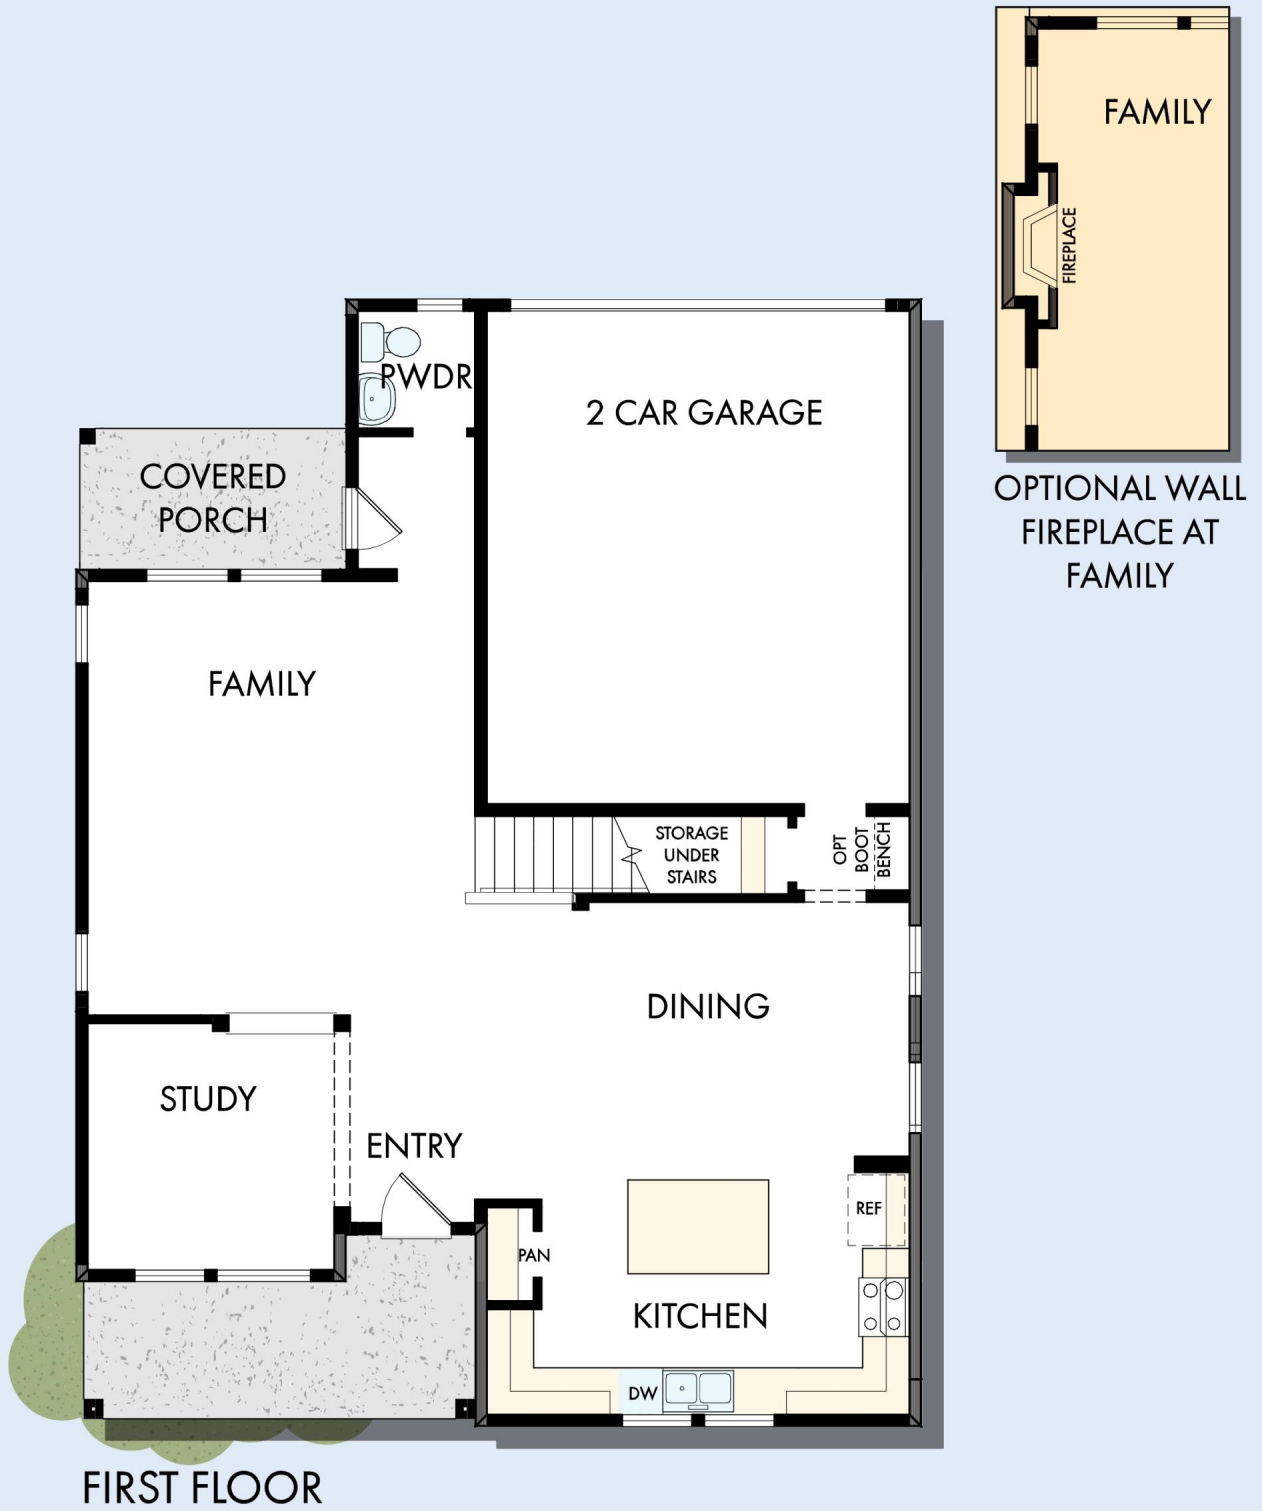 FAMILY
FIREPLACE
OPTIONAL WALL
FIREPLACE AT
FAMILY
PWDR
2 CAR GARAGE
COVERED
PORCH
FAMILY
STORAGE
UNDER
STAIRS
OPT
BOOT
BENCH
DINING
STUDY
ENTRY
REF
PAN
KITCHEN
DW
FIRST FLOOR